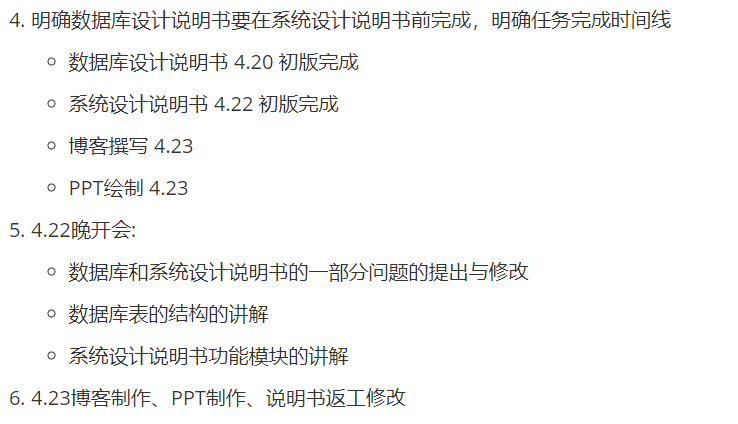 4. 明确数据库设计说明书要在系统设计说明书前完成，明确任务完成时间线
数据库设计说明书 4.20 初版完成
系统设计说明书 4.22 初版完成
博客撰写 4.23
PPT绘制 4.23
5. 4.22晚开会:
数据库和系统设计说明书的一部分问题的提出与修改
数据库表的结构的讲解
系统设计说明书功能模块的讲解
6. 4.23博客制作、PPT制作、说明书返工修改